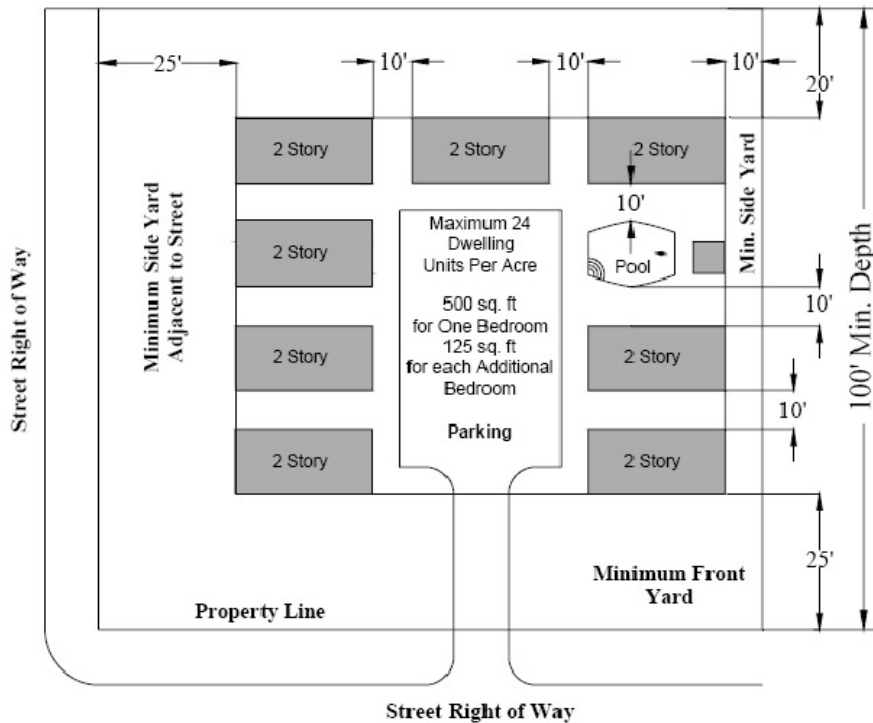 25'
10'
10'
10'
20'
2 Story
2 Story
2 Story
Minimum Side Yard
Adjacent to Street
Street Right of Way
Min. Side Yard
100' Min. Depth
10'
Maximum 24
Dwelling
Units Per Acre
500 sq. ft
for One Bedroom
125 sq. ft
for each Additional
Bedroom
Parking
2 Story
Pool
10'
2 Story
2 Story
10'
2 Story
2 Story
25'
Minimum Front
Yard
Property Line
Street Right of Way